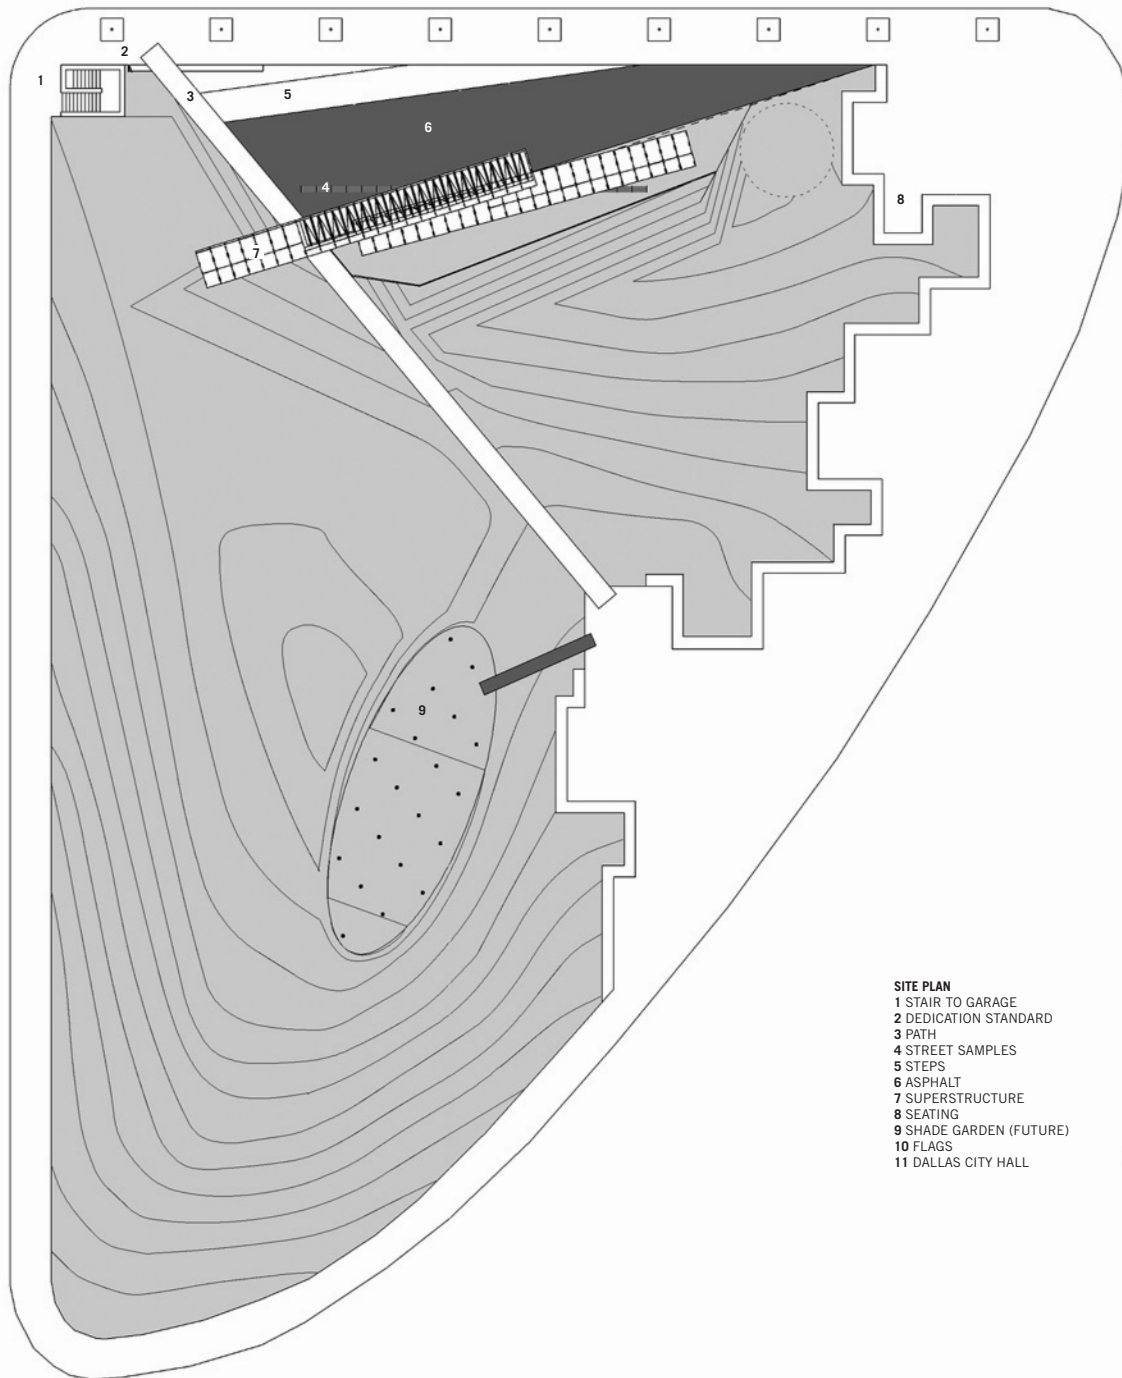 2
1
3
5
6
4
8
7
9
SITE PLAN
1 STAIR TO GARAGE
2 DEDICATION STANDARD
3 PATH
4 STREET SAMPLES
5 STEPS
6 ASPHALT
7 SUPERSTRUCTURE
8 SEATING
9 SHADE GARDEN (FUTURE)
10 FLAGS
11 DALLAS CITY HALL